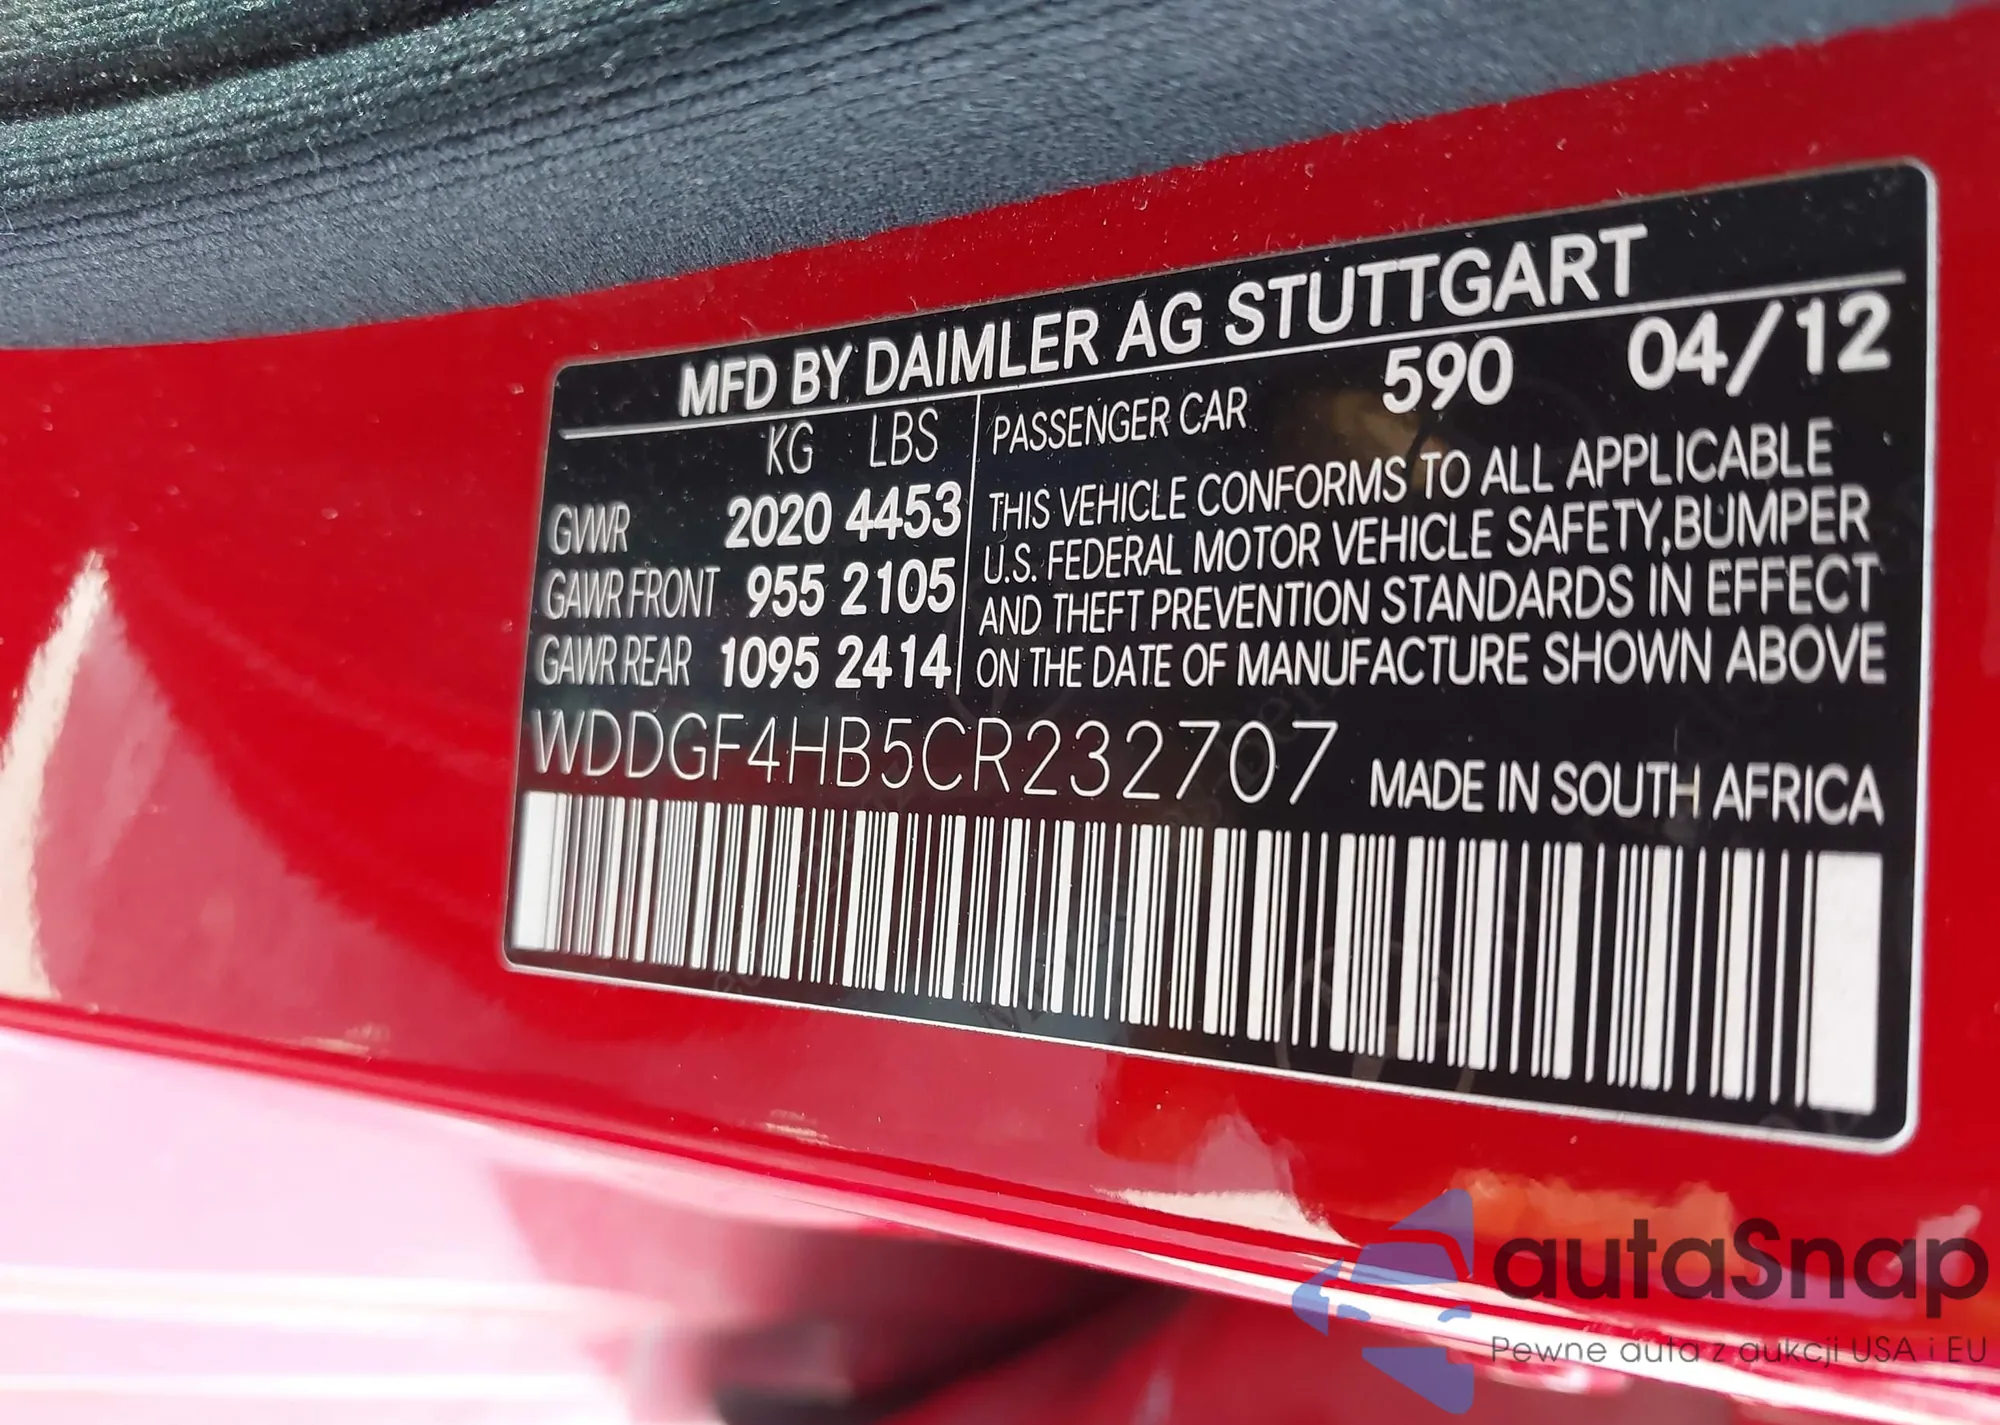 MFD BY DAIMLER AG STUTTGART
KG LBS
GVWR 2020 4453
GAWR FRONT 955 2105
GAWR REAR 1095 2414
PASSENGER CAR 590 04/12
THIS VEHICLE CONFORMS TO ALL APPLICABLE
U.S. FEDERAL MOTOR VEHICLE SAFETY,BUMPER
AND THEFT PREVENTION STANDARDS IN EFFECT
ON THE DATE OF MANUFACTURE SHOWN ABOVE
WDDGF4HB5CR232707 MADE IN SOUTH AFRICA
autaSnap
Pewne auta z aukcji USA i EU